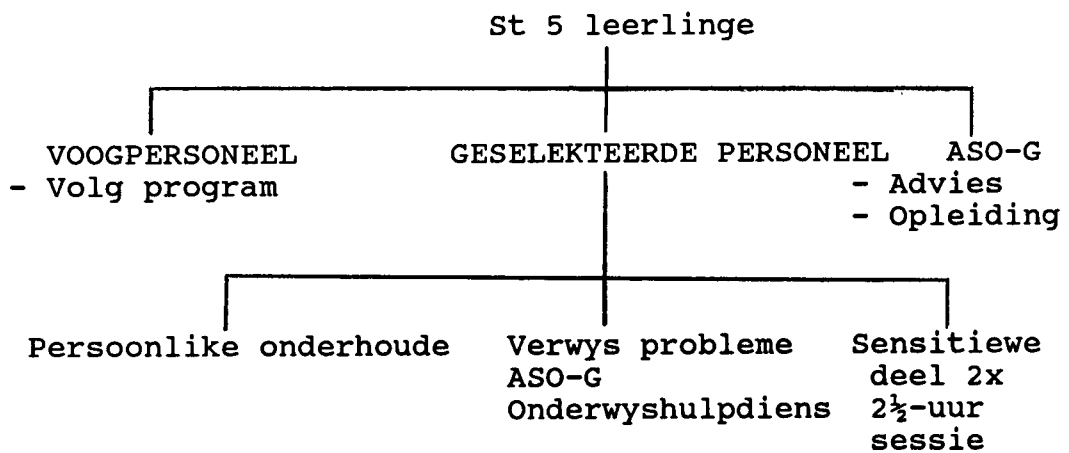 St 5 leerlinge
VOOGPERSONEEL GESELEKTEERDE PERSONEEL ASO-G
- Volg program - Advies
- Opleiding
Persoonlike onderhoude Verwys probleme Sensitiewe
ASO-G deel 2x
Onderwyshulpdiens 2½-uur
sessie